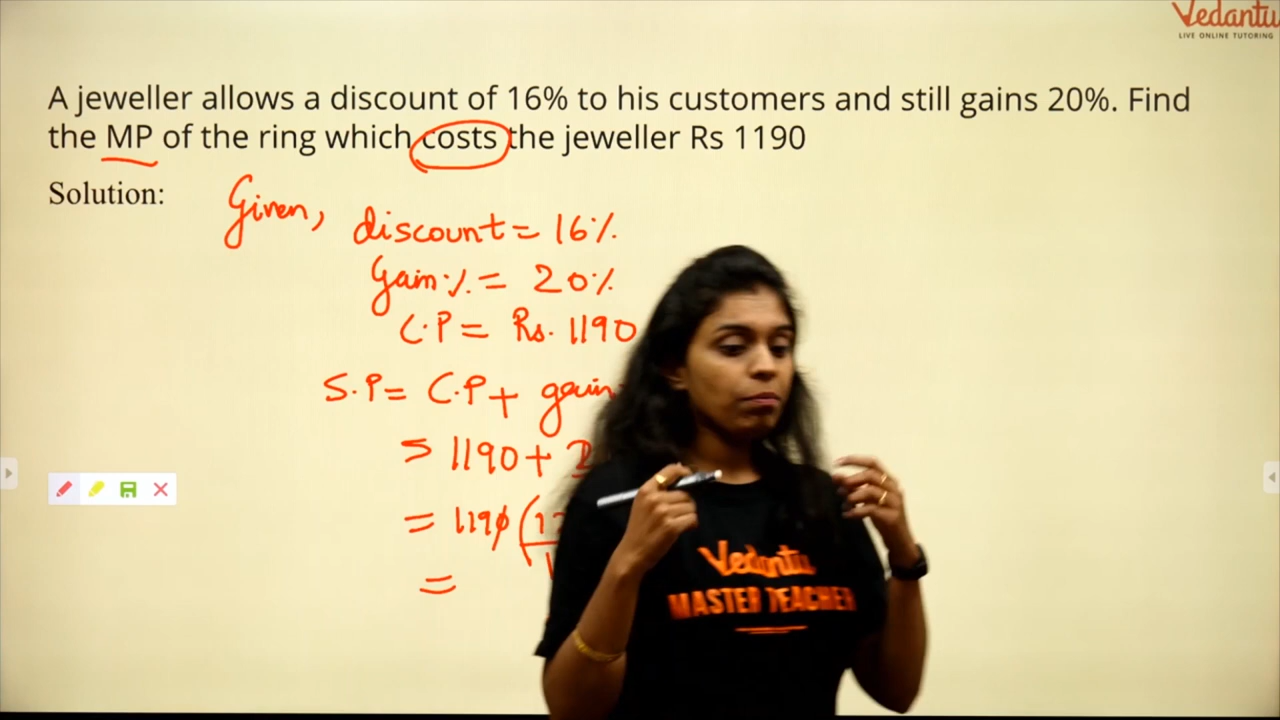 Vedantu
LIVE ONLINE TUTORING
A jeweller allows a discount of 16% to his customers and still gains 20%. Find
the MP of the ring which costs the jeweller Rs 1190
Solution:
Given,
discount = 16%
Gain % = 20%
C.P = Rs. 1190
S.P = C.P + gain
= 1190 +
= 1190 (
=
Vedantu
MASTER TEACHER